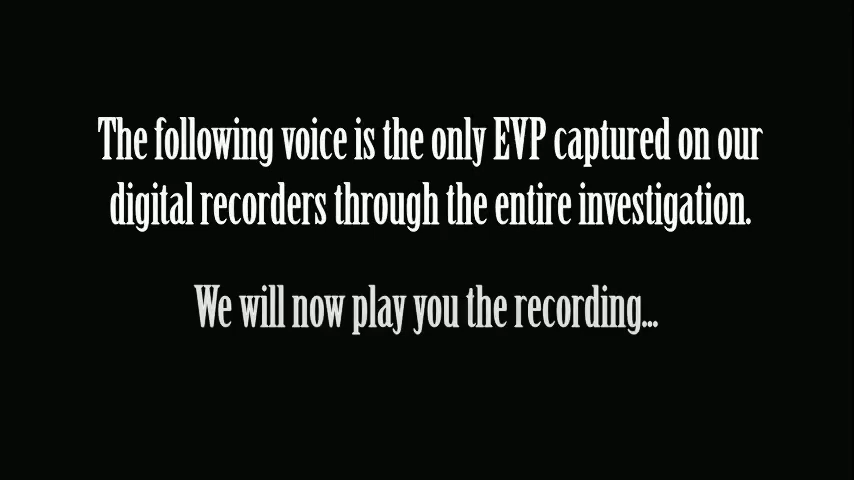 The following voice is the only EVP captured on our
digital recorders through the entire investigation.
We will now play you the recording...